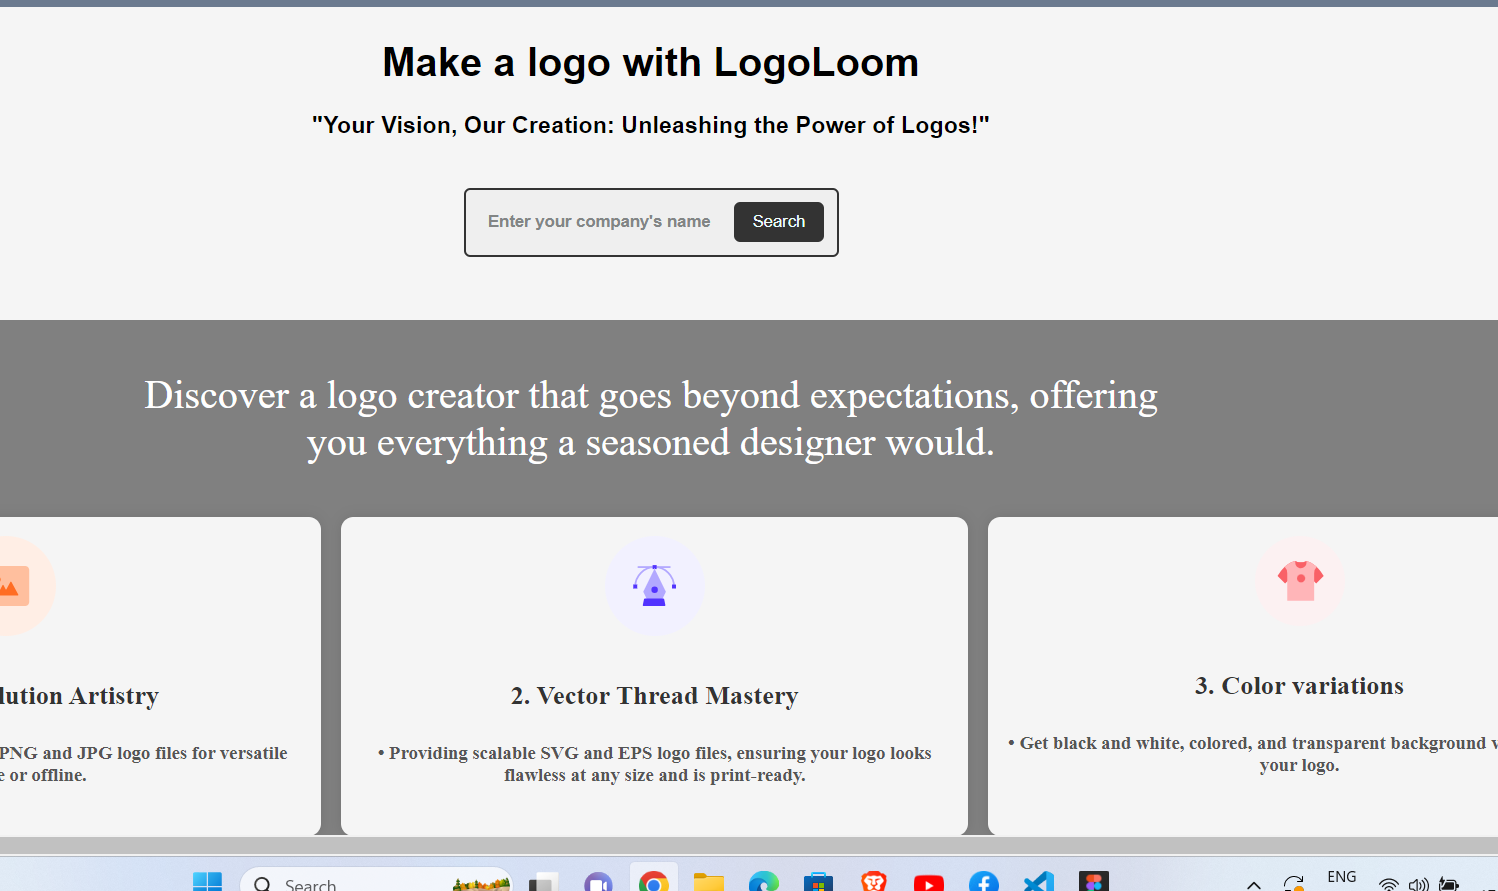 Make a logo with LogoLoom
"Your Vision, Our Creation: Unleashing the Power of Logos!"
Enter your company's name
Search
Discover a logo creator that goes beyond expectations, offering
you everything a seasoned designer would.
Artistry
PNG and JPG logo files for versatile
or offline.
2. Vector Thread Mastery
• Providing scalable SVG and EPS logo files, ensuring your logo looks
flawless at any size and is print-ready.
3. Color variations
• Get black and white, colored, and transparent background
your logo.
Search
ENG